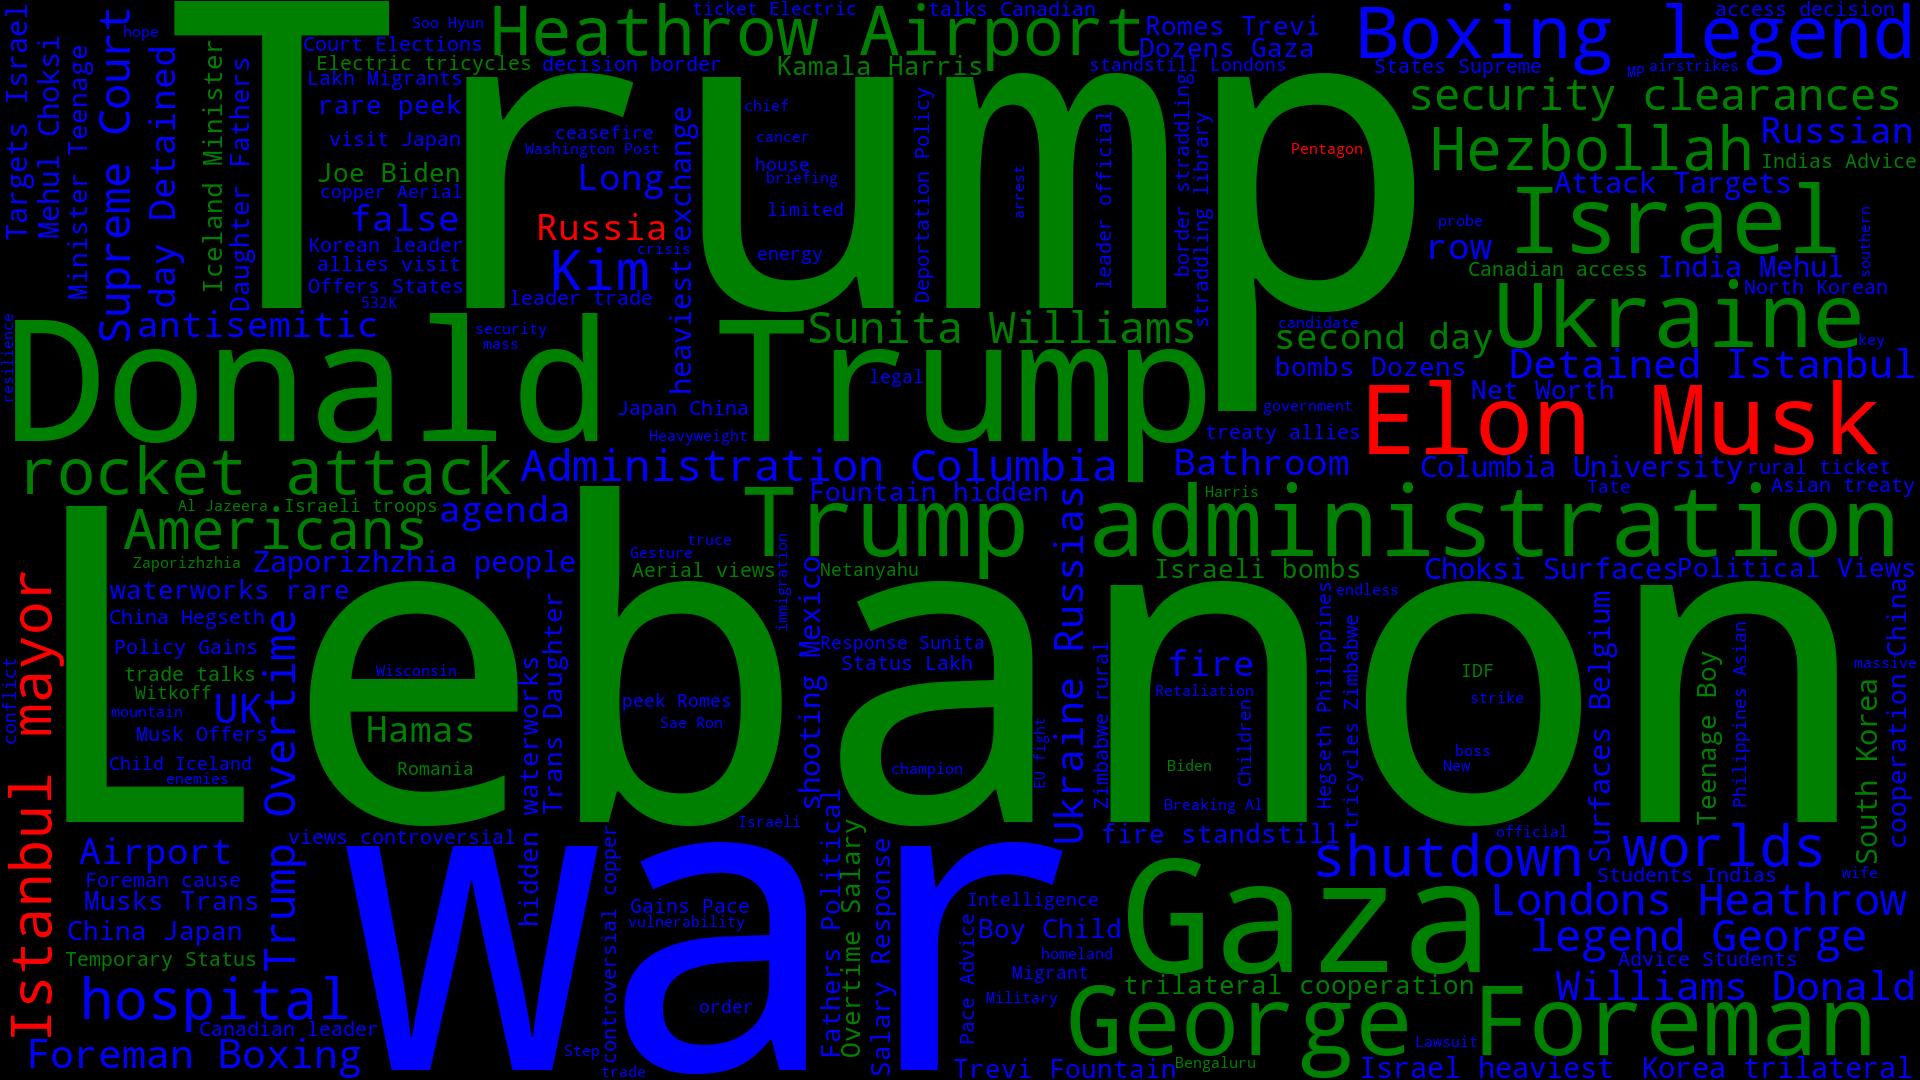 Soo Hyun
ticket Electric
talks Canadian
access decision
Targets Israel
Mehul Choksi
Minister Teenage
Supreme Court
hope
day Detained
Iceland Minister
Daughter Fathers
Trump
Court Elections
Heathrow Airport
Romes Trevi
Dozens Gaza
Boxing legend
Electric tricycles
decision border
Kamala Harris
standstill Londons
States Supreme
MP
airstrikes
Lakh Migrants
rare peek
visit Japan
Joe Biden
copper Aerial
false
Korean leader
allies visit
Offers States
532K
ceasefire
Washington Post
Long
Russia
crisis
Kim
leader trade
heaviest exchange
chief
cancer
house
briefing
limited
energy
Deportation Policy
arrest
leader official
border straddling
straddling library
Pentagon
security clearances
Hezbollah
Russian
Indias Advice
Attack Targets
Israel
probe
row
southern
Canadian access
India Mehul
North Korean
Ukraine
key
resilience
antisemitic
Donald Trump
security
mass
Sunita Williams
candidate
second day
bombs Dozens
Detained Istanbul
legal
Japan China
Heavyweight
government
treaty allies
Elon Musk
Net Worth
rocket attack
Administration Columbia
Bathroom
Columbia University
rural ticket
Al Jazeera
Israeli troops
agenda
Americans
Fountain hidden
Harris
Tate
Asian treaty
Trump administration
Zaporizhzhia
Zaporizhzhia people
Gesture
truce
Aerial views
immigration
Netanyahu
Israeli bombs
Choksi Surfaces
Political Views
Istanbul mayor
Lebanon
waterworks rare
China Hegseth
Policy Gains
trade talks
Witkoff
mountain
UK
Musk Offers
Child Iceland
enemies
conflict
Trump Overtime
Wisconsin
Hamas
Romania
hidden waterworks
Trans Daughter
peek Romes
Sae Ron
Israeli
shooting Mexico
Response Sunita
Status Lakh
champion
EU fight
Ukraine Russias
Zimbabwe rural
fire
Retaliation
Children
Biden
Breaking Al
Hegseth Philippines
endless
tricycles Zimbabwe
IDF
strike
boss
New
Surfaces Belgium
Teenage Boy
Philippines Asian
massive
South Korea
cooperation China
views controversial
fire standstill
official
Airport
Foreman cause
Musks Trans
China Japan
Temporary Status
hospital
Canadian leader
Foreman Boxing
war
controversial copper
Step
trade
Gains Pace
vulnerability
order
Fathers Political
Overtime Salary
Salary Response
Intelligence
Boy Child
homeland
Migrant
Military
Pace Advice
Trevi Fountain
shutdown
worlds
wife
Students Indias
Gaza
Londons Heathrow
legend George
Advice Students
trilateral cooperation
Williams Donald
George Foreman
Lawsuit
Bengaluru
Israel heaviest
Korea trilateral